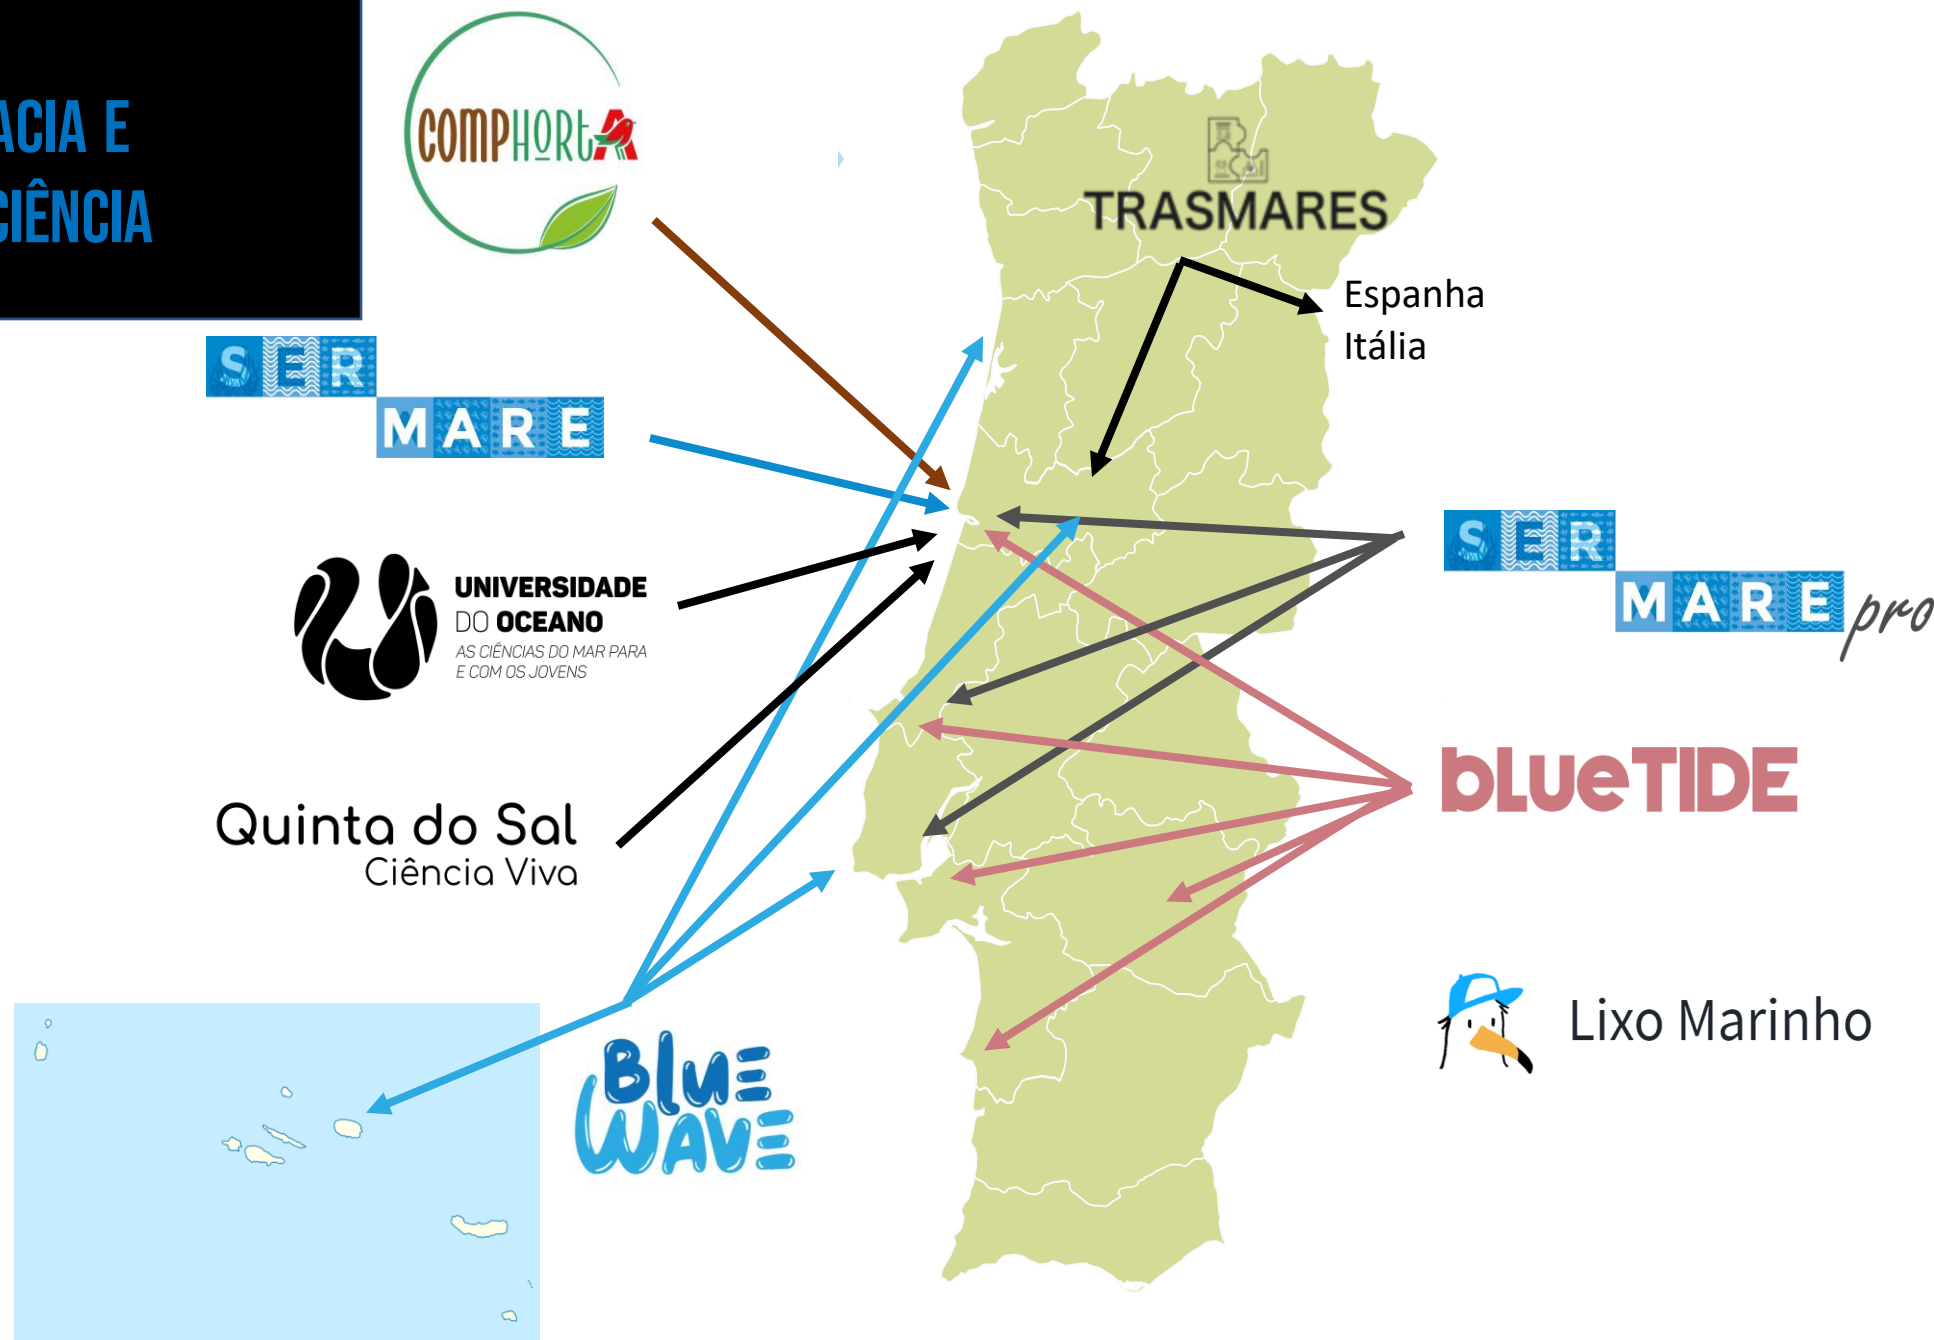 ACIA E
CIÊNCIA
COMPHORtA
TRASMARES
Espanha
Itália
SER
MARE
UNIVERSIDADE
DO OCEANO
AS CIÊNCIAS DO MAR PARA
E COM OS JOVENS
SER
MARE pro
Quinta do Sal
Ciência Viva
bLUeTIDE
Lixo Marinho
BLUE
WAVE